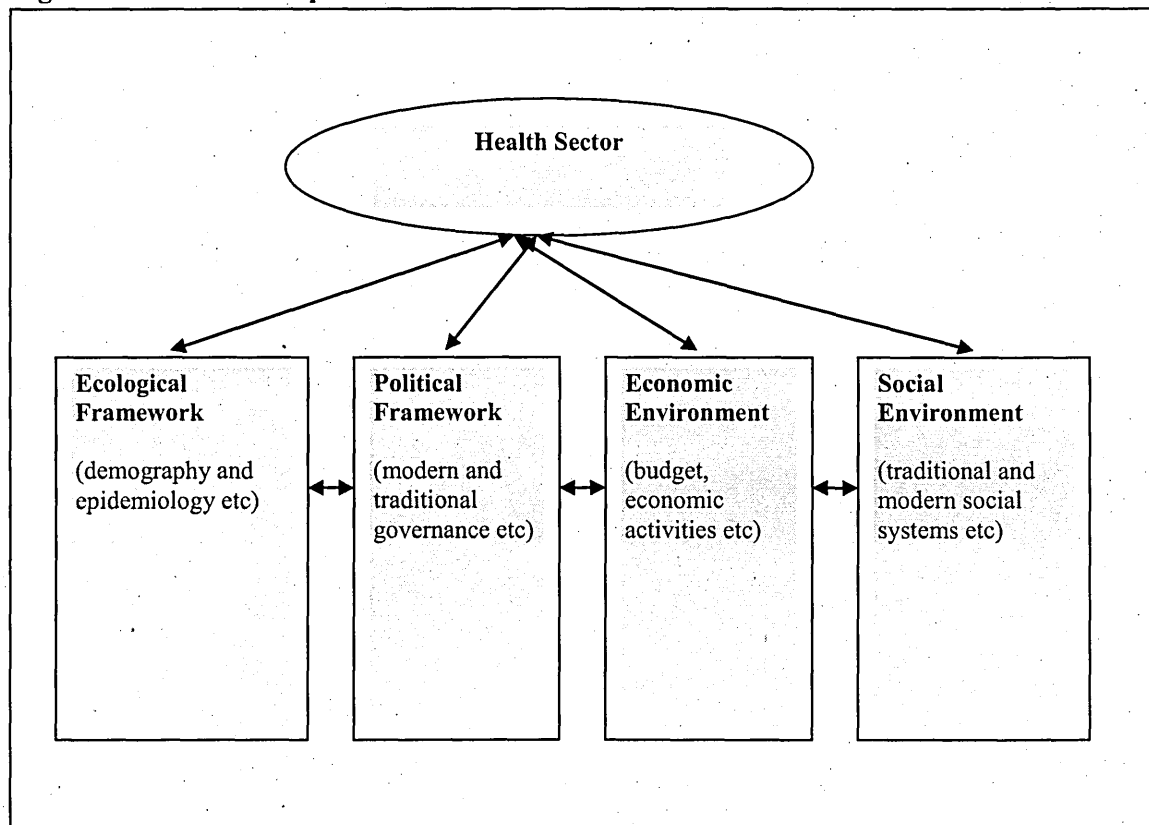 Health Sector
Ecological
Framework
(demography and
epidemiology etc)
Political
Framework
(modern and
traditional
governance etc)
Economic
Environment
(budget,
economic
activities etc)
Social
Environment
(traditional and
modern social
systems etc)